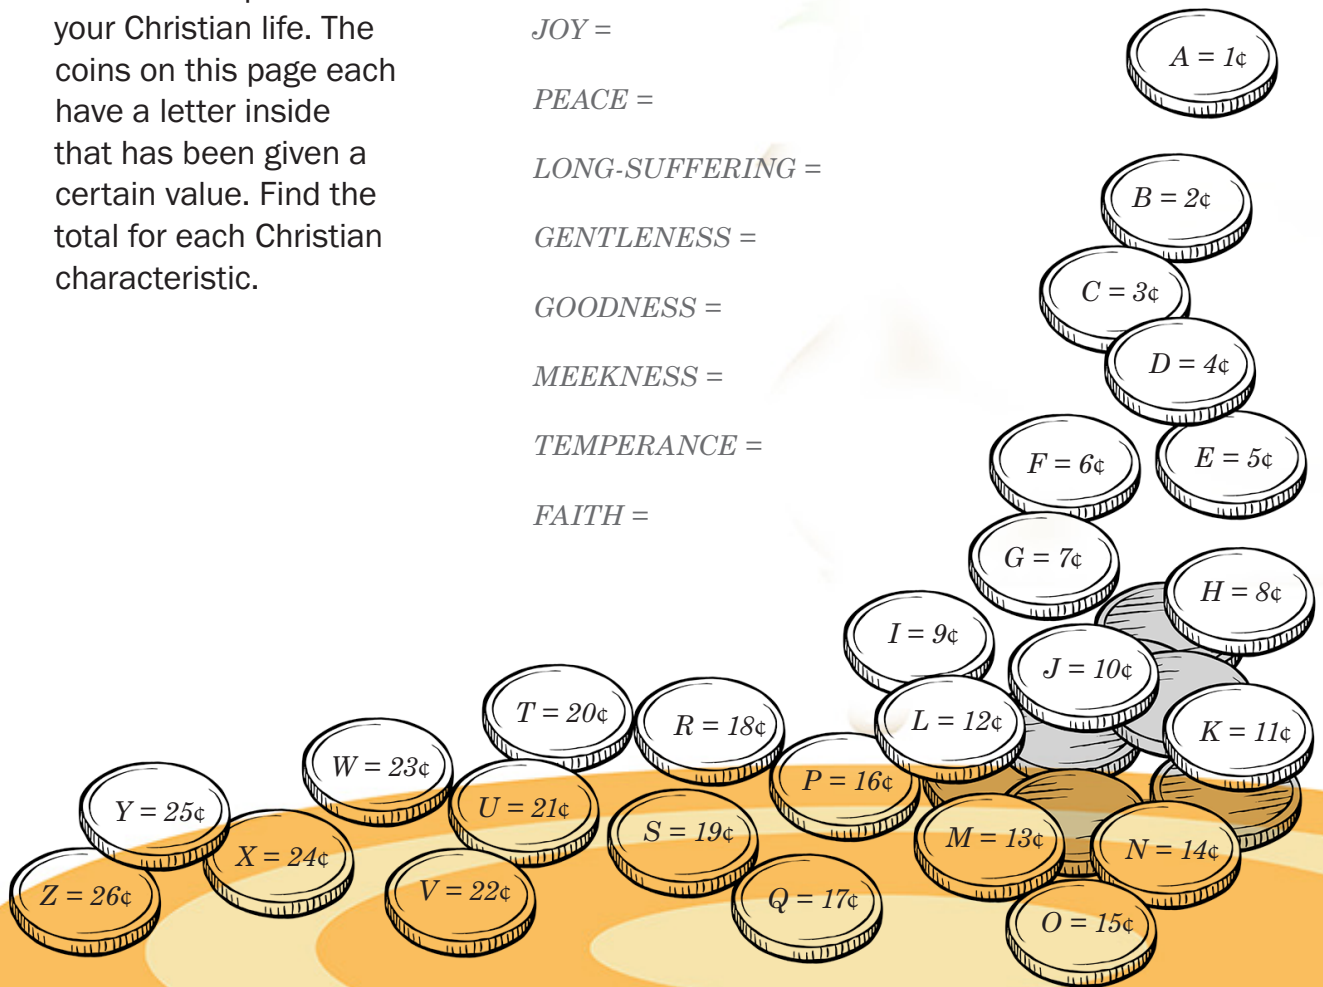 your Christian life. The
coins on this page each
have a letter inside
that has been given a
certain value. Find the
total for each Christian
characteristic.
JOY =
PEACE =
LONG-SUFFERING =
GENTLENESS =
GOODNESS =
MEEKNESS =
TEMPERANCE =
FAITH =
A = 1¢
B = 2¢
C = 3¢
D = 4¢
F = 6¢
E = 5¢
G = 7¢
H = 8¢
I = 9¢
J = 10¢
T = 20¢
R = 18¢
L = 12¢
K = 11¢
W = 23¢
P = 16¢
Y = 25¢
U = 21¢
S = 19¢
M = 13¢
N = 14¢
X = 24¢
Z = 26¢
V = 22¢
Q = 17¢
O = 15¢